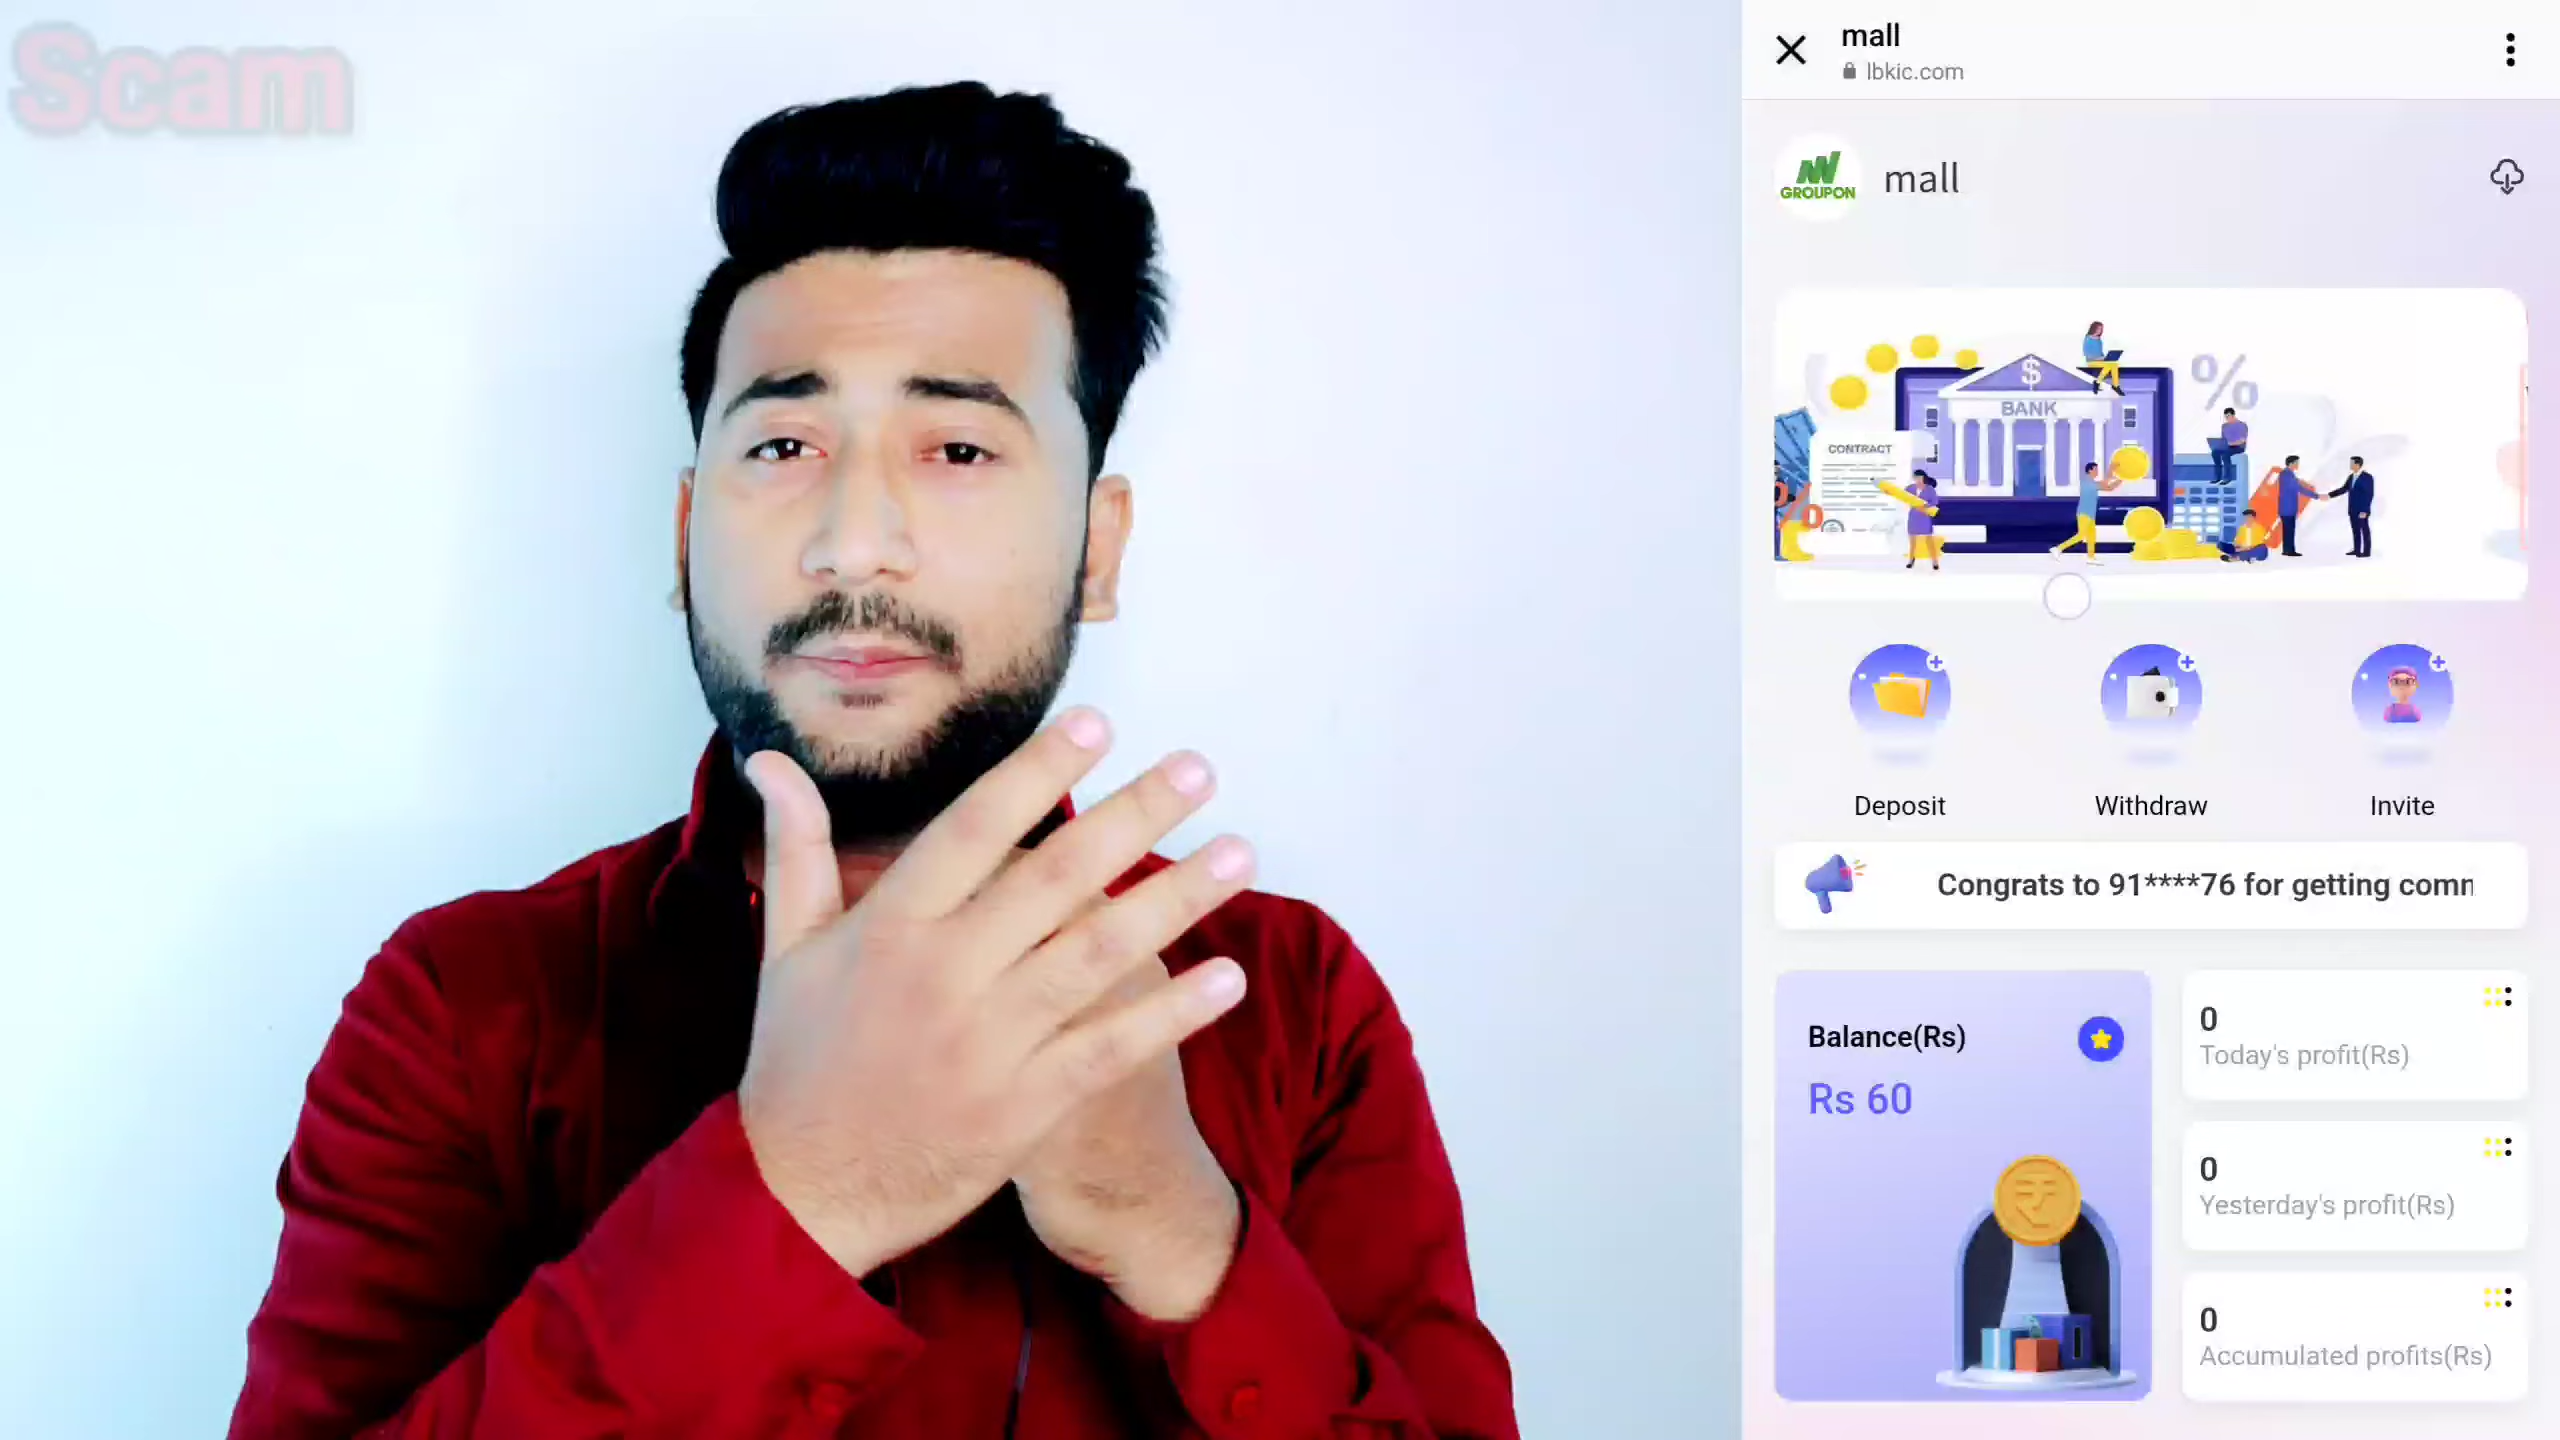 Scam
mall
lbkic.com
GROUPON
mall
$
BANK
%
CONTRACT
%
Deposit
Withdraw
Invite
Congrats to 91****76 for getting
Balance(Rs)
Rs 60
₹
0
Today's profit(Rs)
0
Yesterday's profit(Rs)
0
Accumulated profits(Rs)